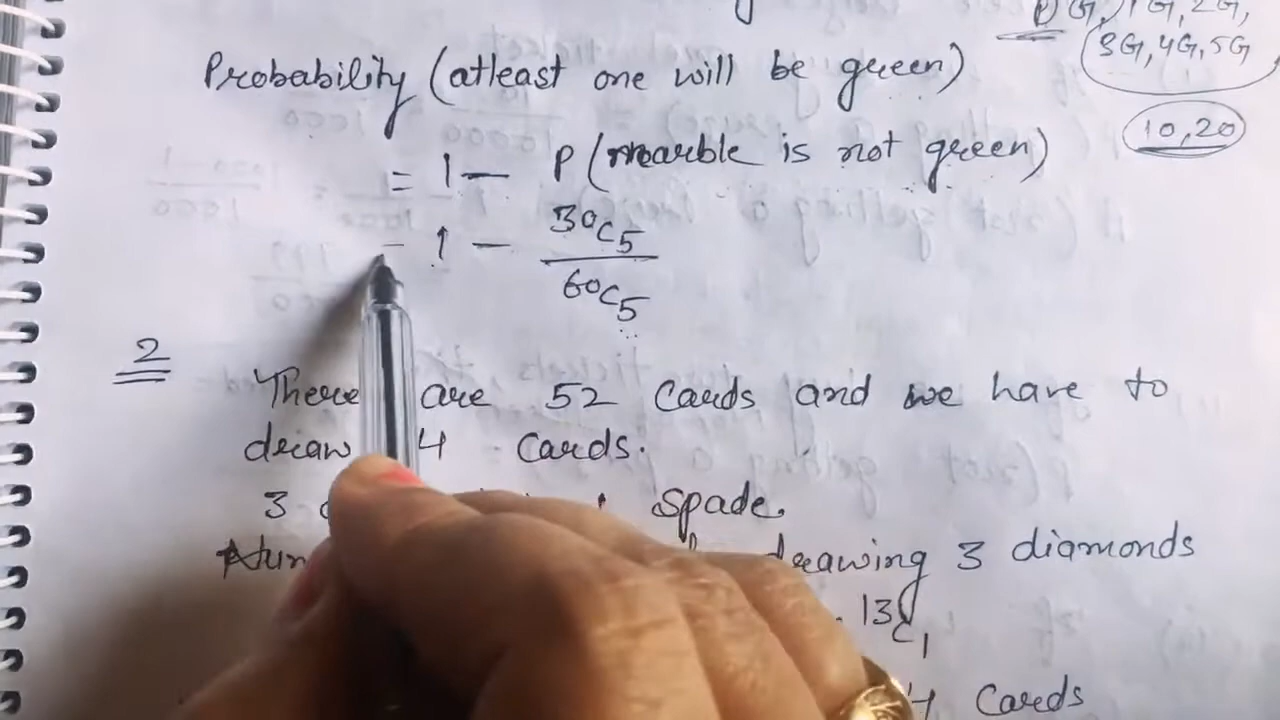 G, 1G, 2G,
3G, 4G, 5G
Probability (atleast one will be green)
10, 20
= 1 - P (marble is not green)
= 1 - 30C5 / 60C5
2
There are 52 Cards and we have to
draw 4 cards.
3 spade.
drawing 3 diamonds
13C1
4 Cards